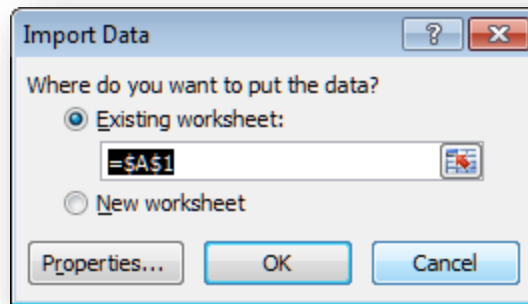 Import Data
Where do you want to put the data?
Existing worksheet:
=$A$1
New worksheet
Properties... OK Cancel